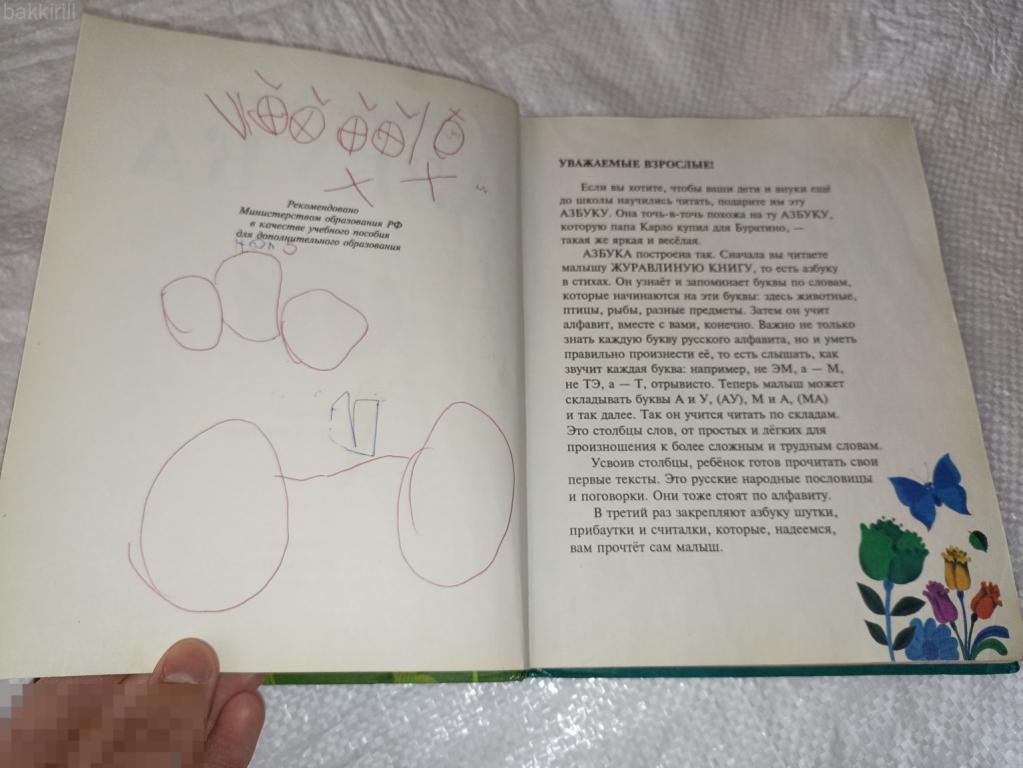 bakkirill
Рекомендовано
Министерством образования РФ
в качестве учебного пособия
для дополнительного образования
УВАЖАЕМЫЕ ВЗРОСЛЫЕ!
Если вы хотите, чтобы ваши дети и внуки ещё
до школы научились читать, подарите им эту
АЗБУКУ. Она точь-в-точь похожа на ту АЗБУКУ,
которую папа Карло купил для Буратино, —
такая же яркая и весёлая.
АЗБУКА построена так. Сначала вы читаете
малышу ЖУРАВЛИНУЮ КНИГУ, то есть азбуку
в стихах. Он узнаёт и запоминает буквы по словам,
которые начинаются на эти буквы: здесь животные,
птицы, рыбы, разные предметы. Затем он учит
алфавит, вместе с вами, конечно. Важно не только
знать каждую букву русского алфавита, но и уметь
правильно произнести её, то есть слышать, как
звучит каждая буква: например, не ЭМ, а — М,
не ТЭ, а — Т, отрывисто. Теперь малыш может
складывать буквы А и У, (АУ), М и А, (МА)
и так далее. Так он учится читать по складам.
Это столбцы слов, от простых и лёгких для
произношения к более сложным и трудным словам.
Усвоив столбцы, ребёнок готов прочитать свои
первые тексты. Это русские народные пословицы
и поговорки. Они тоже стоят по алфавиту.
В третий раз закрепляют азбуку шутки,
прибаутки и считалки, которые, надеемся,
вам прочтёт сам малыш.